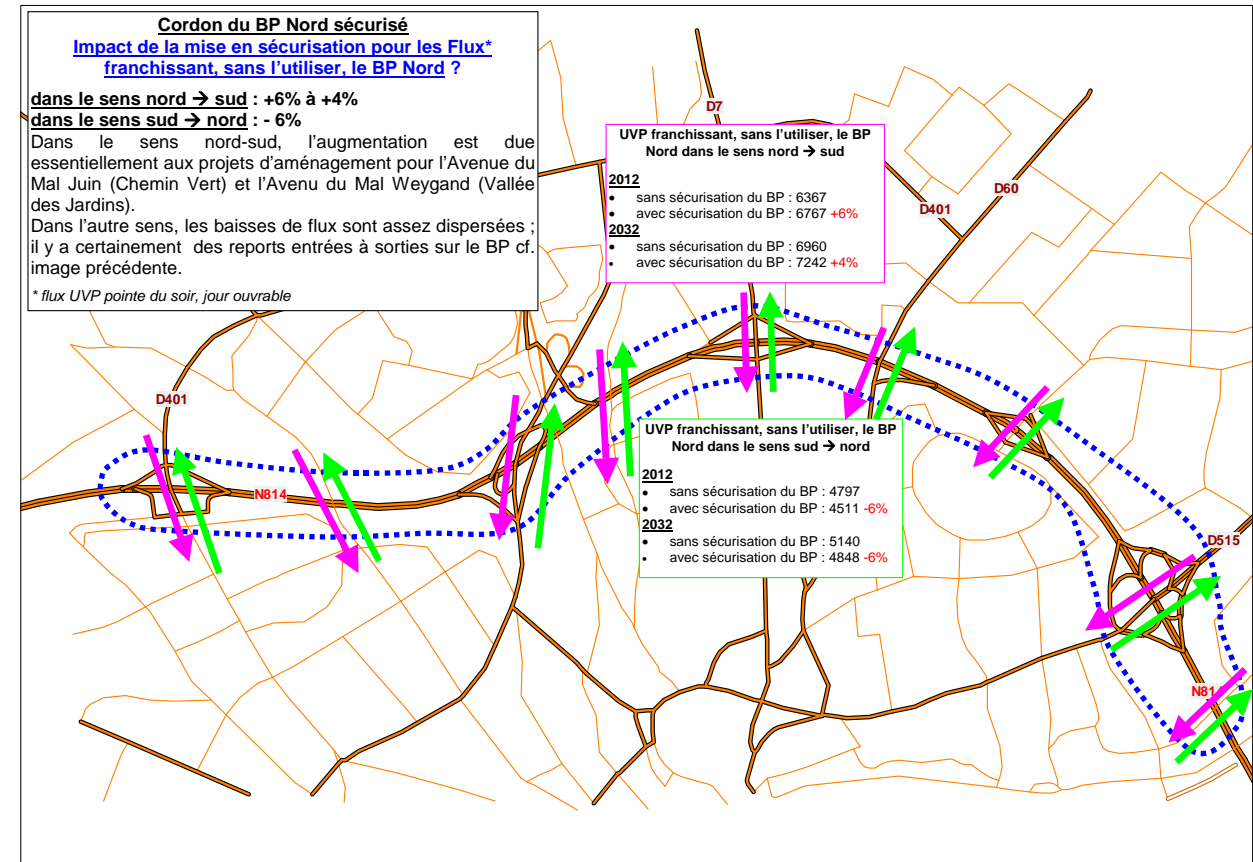 Cordon du BP Nord sécurisé
Impact de la mise en sécurisation pour les Flux*
franchissant, sans l'utiliser, le BP Nord ?
dans le sens nord → sud : +6% à +4%
dans le sens sud → nord : - 6%
Dans le sens nord-sud, l'augmentation est due
essentiellement aux projets d'aménagement pour l'Avenue du
Mal Juin (Chemin Vert) et l'Avenu du Mal Weygand (Vallée
des Jardins).
Dans l'autre sens, les baisses de flux sont assez dispersées ;
il y a certainement des reports entrées à sorties sur le BP cf.
image précédente.
* flux UVP pointe du soir, jour ouvrable
D7
UVP franchissant, sans l'utiliser, le BP
Nord dans le sens nord → sud
2012
• sans sécurisation du BP : 6367
• avec sécurisation du BP : 6767 +6%
2032
• sans sécurisation du BP : 6960
• avec sécurisation du BP : 7242 +4%
D60
D401
D401
UVP franchissant, sans l'utiliser, le BP
Nord dans le sens sud → nord
2012
• sans sécurisation du BP : 4797
• avec sécurisation du BP : 4511 -6%
2032
• sans sécurisation du BP : 5140
• avec sécurisation du BP : 4848 -6%
N814
D515
N81